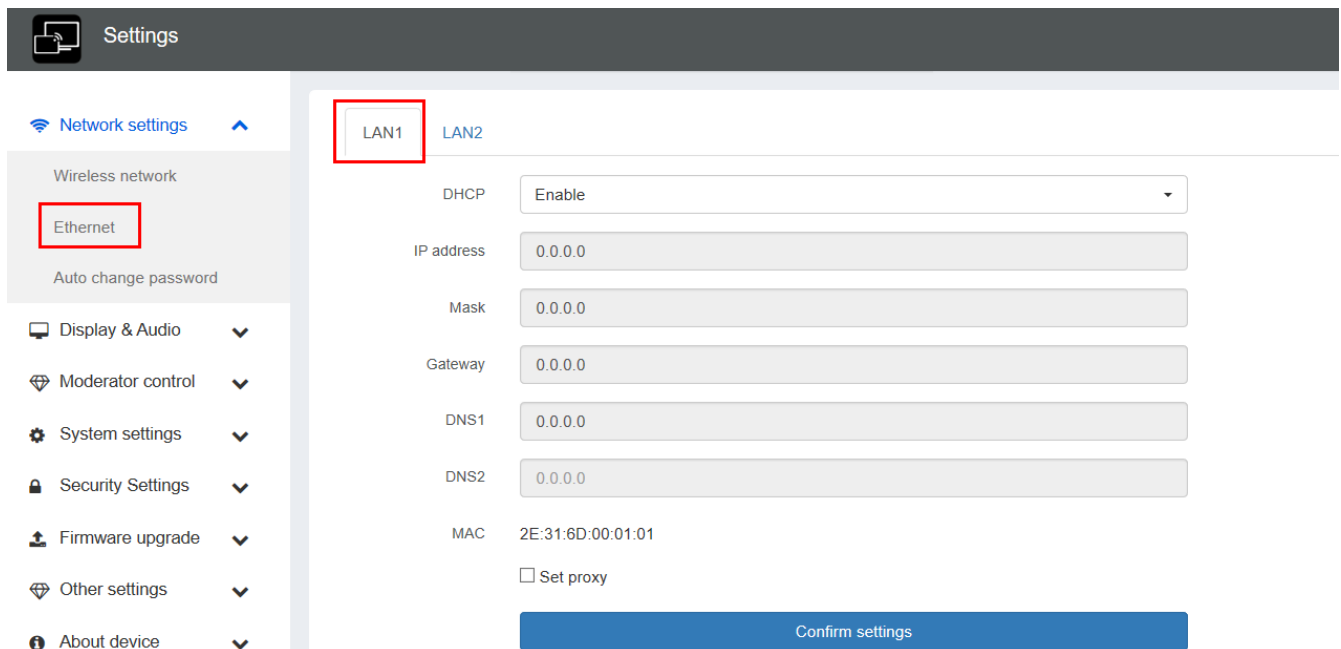 Settings
Network settings
Wireless network
Ethernet
Auto change password
Display & Audio
Moderator control
System settings
Security Settings
Firmware upgrade
Other settings
About device
LAN1 LAN2
DHCP Enable
IP address 0.0.0.0
Mask 0.0.0.0
Gateway 0.0.0.0
DNS1 0.0.0.0
DNS2 0.0.0.0
MAC 2E:31:6D:00:01:01
Set proxy
Confirm settings